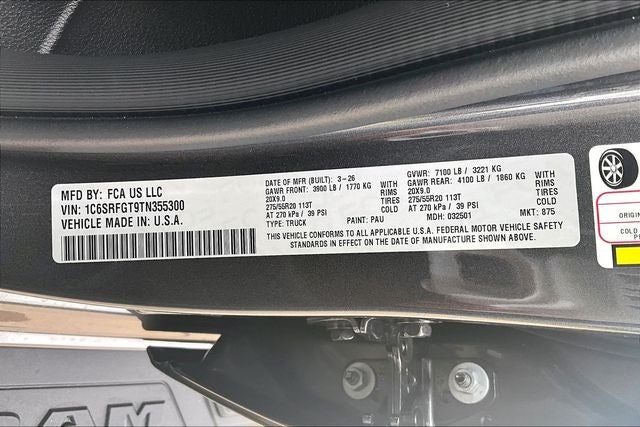 MFD BY: FCA US LLC
VIN: 1C6SRFGT9TN355300
VEHICLE MADE IN: U.S.A.
DATE OF MFR (BUILT): 3-26
GAWR FRONT: 3900 LB / 1770 KG WITH
20X9.0 RIMS
275/55R20 113T TIRES
AT 270 kPa / 39 PSI COLD
TYPE: TRUCK PAINT: PAU
GVWR: 7100 LB / 3221 KG
GAWR REAR: 4100 LB / 1860 KG WITH
20X9.0 RIMS
275/55R20 113T TIRES
AT 270 kPa / 39 PSI COLD
MDH: 032501 MKT: 875
THIS VEHICLE CONFORMS TO ALL APPLICABLE U.S.A. FEDERAL MOTOR VEHICLE SAFETY
STANDARDS IN EFFECT ON THE DATE OF MANUFACTURE SHOWN ABOVE.
ORIGIN
COLD
RAM